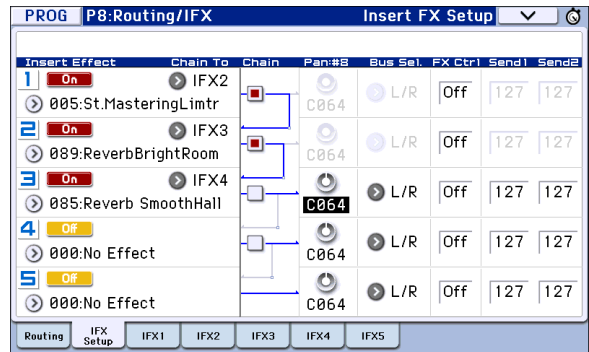 PROG P8:Routing/IFX Insert FX Setup
Insert Effect Chain To Chain Pan:#8 Bus Sel. FX Ctrl Send1 Send2
1 On IFX2
005:St.MasteringLimtr C064 L/R Off 127 127
2 On IFX3
089:ReverbBrightRoom C064 L/R Off 127 127
3 On IFX4
085:Reverb SmoothHall C064 L/R Off 127 127
4 Off
000:No Effect C064 L/R Off 127 127
5 Off
000:No Effect C064 L/R Off 127 127
Routing IFX Setup IFX1 IFX2 IFX3 IFX4 IFX5